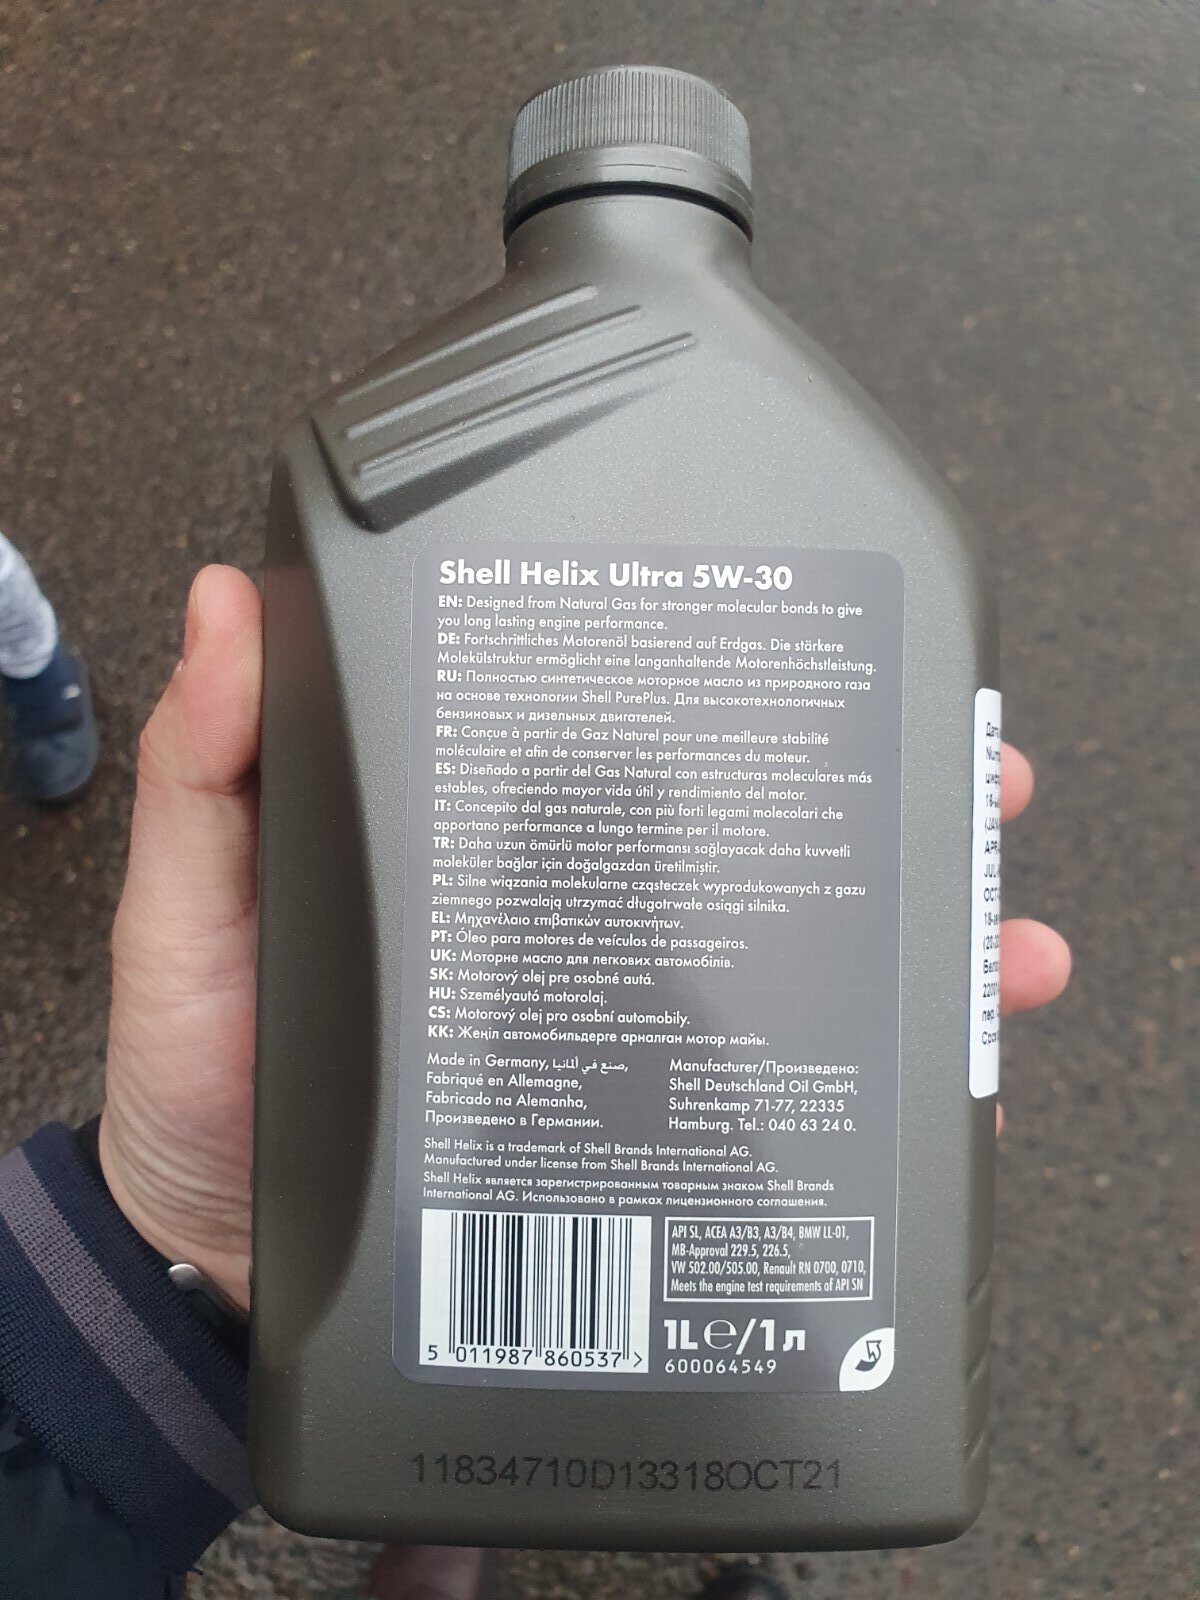 Shell Helix Ultra 5W-30
EN: Designed from Natural Gas for stronger molecular bonds to give
you long lasting engine performance.
DE: Fortschrittliches Motorenöl basierend auf Erdgas. Die stärkere
Molekülstruktur ermöglicht eine langanhaltende Motorenhöchstleistung.
RU: Полностью синтетическое моторное масло из природного газа
на основе технологии Shell PurePlus. Для высокотехнологичных
бензиновых и дизельных двигателей.
FR: Conçue à partir de Gaz Naturel pour une meilleure stabilité
moléculaire et afin de conserver les performances du moteur.
ES: Diseñado a partir del Gas Natural con estructuras moleculares más
estables, ofreciendo mayor vida útil y rendimiento del motor.
IT: Concepito dal gas naturale, con più forti legami molecolari che
apportano performance a lungo termine per il motore.
TR: Daha uzun ömürlü motor performansı sağlayacak daha kuvvetli
moleküler bağlar için doğalgazdan üretilmiştir.
PL: Silne wiązania molekularne cząsteczek wyprodukowanych z gazu
ziemnego pozwalają utrzymać długotrwałe osiągi silnika.
EL: Μηχανέλαιο επιβατικών αυτοκινήτων.
PT: Óleo para motores de veículos de passageiros.
UK: Моторне масло для легкових автомобілів.
SK: Motorový olej pre osobné autá.
HU: Személyautó motorolaj.
CS: Motorový olej pro osobní automobily.
KK: Жеңіл автомобильдерге арналған мотор майы.
Made in Germany, صنع في ألمانيا,
Fabriqué en Allemagne,
Fabricado na Alemanha,
Произведено в Германии.
Manufacturer/Произведено:
Shell Deutschland Oil GmbH,
Suhrenkamp 71-77, 22335
Hamburg. Tel.: 040 63 24 0.
Shell Helix is a trademark of Shell Brands International AG.
Manufactured under license from Shell Brands International AG.
Shell Helix является зарегистрированным товарным знаком Shell Brands
International AG. Использовано в рамках лицензионного соглашения.
API SL, ACEA A3/B3, A3/B4, BMW LL-01,
MB-Approval 229.5, 226.5,
VW 502.00/505.00, Renault RN 0700, 0710,
Meets the engine test requirements of API SN
5 011987 860537 >
1L e/1л
600064549
11834710D13318OCT21